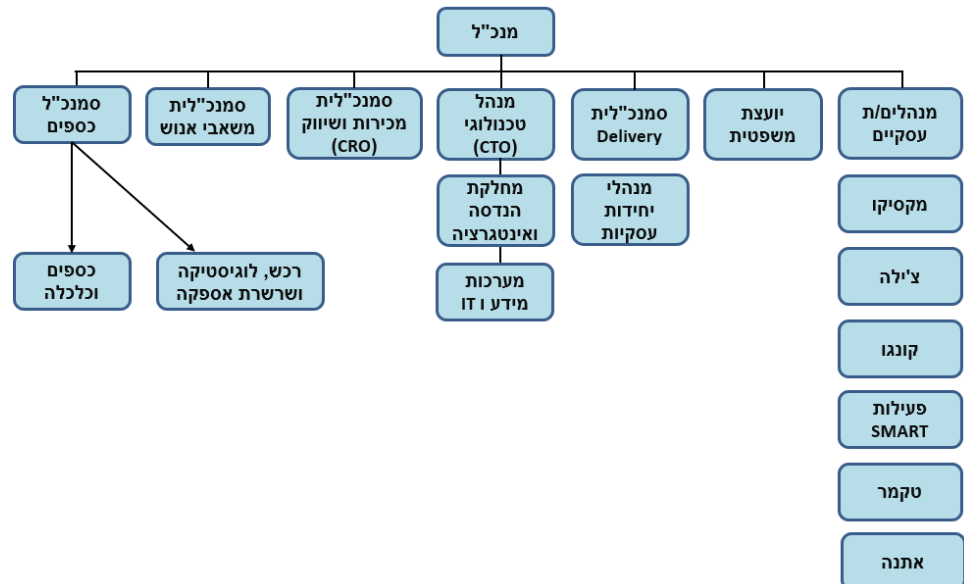 מנכ"ל
מנהלים/ת
עסקיים
יועצת
משפטית
סמנכ"לית
Delivery
מנהל
טכנולוגי
(CTO)
סמנכ"לית
מכירות ושיווק
(CRO)
סמנכ"לית
משאבי אנוש
סמנכ"ל
כספים
מקסיקו
מנהלי
יחידות
עסקיות
מחלקת
הנדסה
ואינטגרציה
צ'ילה
מערכות
מידע ו IT
רכש, לוגיסטיקה
ושרשרת אספקה
כספים
וכלכלה
קונגו
פעילות
SMART
טקמר
אתנה